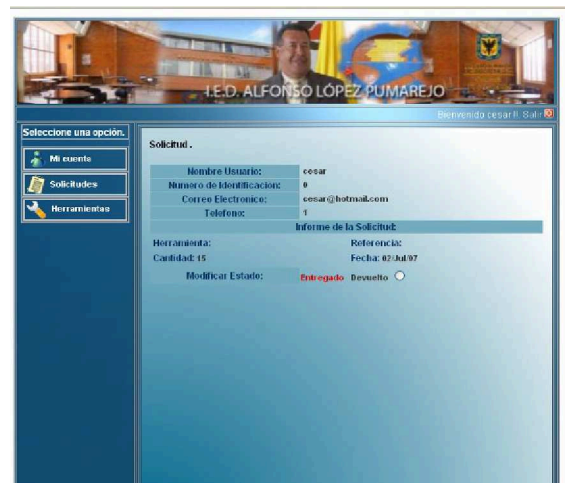 I.E.D. ALFONSO LÓPEZ PUMAREJO
Bienvenido cesar!!. Salir
Seleccione una opción.
Mi cuenta
Solicitudes
Herramientas
Solicitud .
Nombre Usuario: cesar
Numero de Identificacion: 0
Correo Electronico: cesar@hotmail.com
Telefono: 1
Informe de la Solicitud:
Herramienta: Referencia:
Cantidad: 15 Fecha: 02/Jul/07
Modificar Estado: Entregado Devuelto